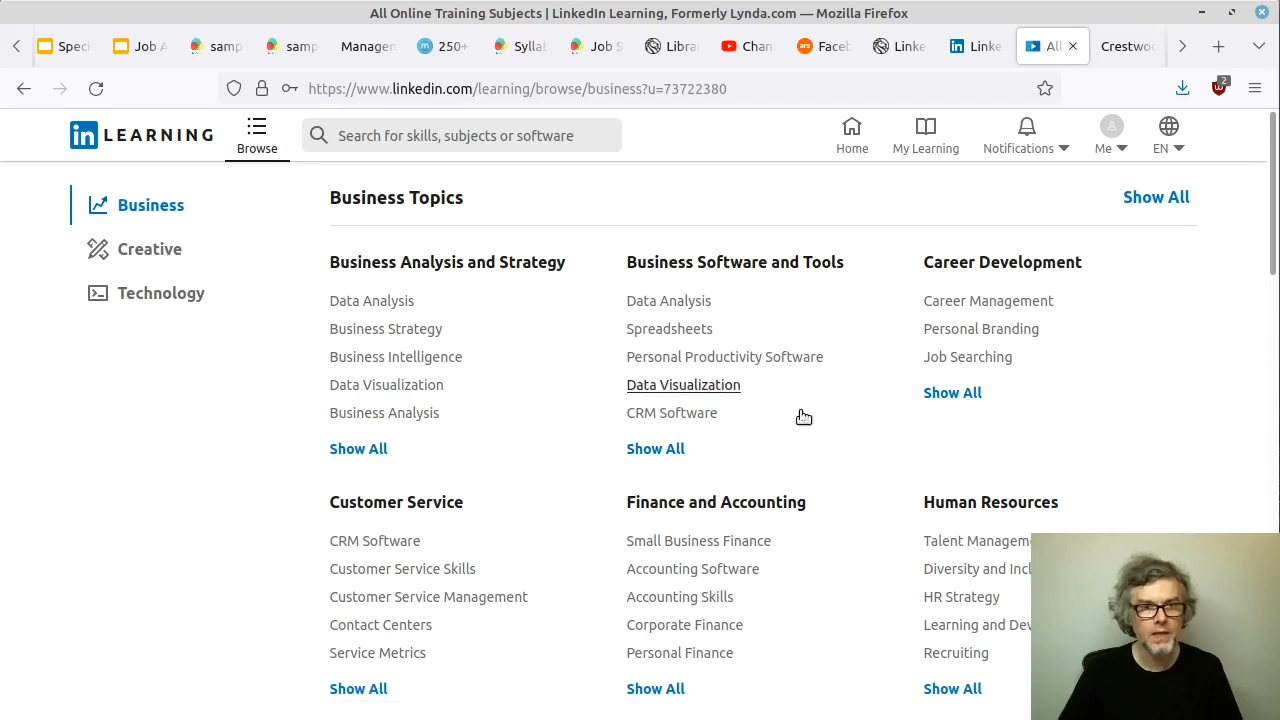 All Online Training Subjects | LinkedIn Learning, Formerly Lynda.com — Mozilla Firefox
Speci
Job A
samp
samp
Managen
m
250+
Syllab
Job S
Libra
Chan
ars
Faceb
Linke
in
Linke
All
Crestwoo
https://www.linkedin.com/learning/browse/business?u=73722380
2
in LEARNING
Browse
Search for skills, subjects or software
Home
My Learning
Notifications
Me
EN
Business
Creative
Technology
Business Topics
Show All
Business Analysis and Strategy
Data Analysis
Business Strategy
Business Intelligence
Data Visualization
Business Analysis
Show All
Business Software and Tools
Data Analysis
Spreadsheets
Personal Productivity Software
Data Visualization
CRM Software
Show All
Career Development
Career Management
Personal Branding
Job Searching
Show All
Customer Service
CRM Software
Customer Service Skills
Customer Service Management
Contact Centers
Service Metrics
Show All
Finance and Accounting
Small Business Finance
Accounting Software
Accounting Skills
Corporate Finance
Personal Finance
Show All
Human Resources
Talent Managem
Diversity and Incl
HR Strategy
Learning and Dev
Recruiting
Show All